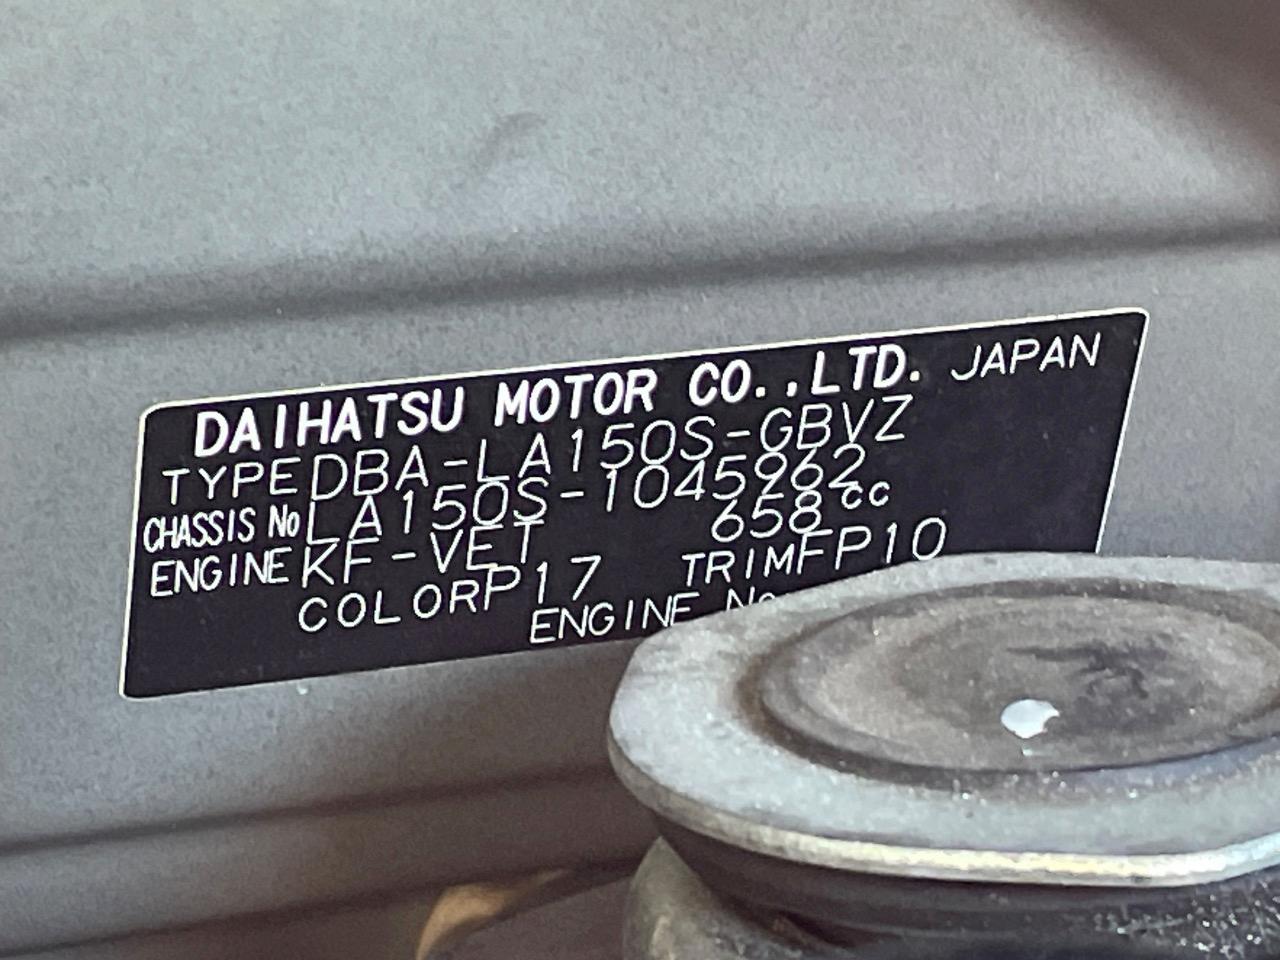 DAIHATSU MOTOR CO.,LTD. JAPAN
TYPE DBA-LA150S-GBVZ
CHASSIS No LA150S-1045962
ENGINE KF-VET 658cc
COLOR P17 TRIM FP10
ENGINE No